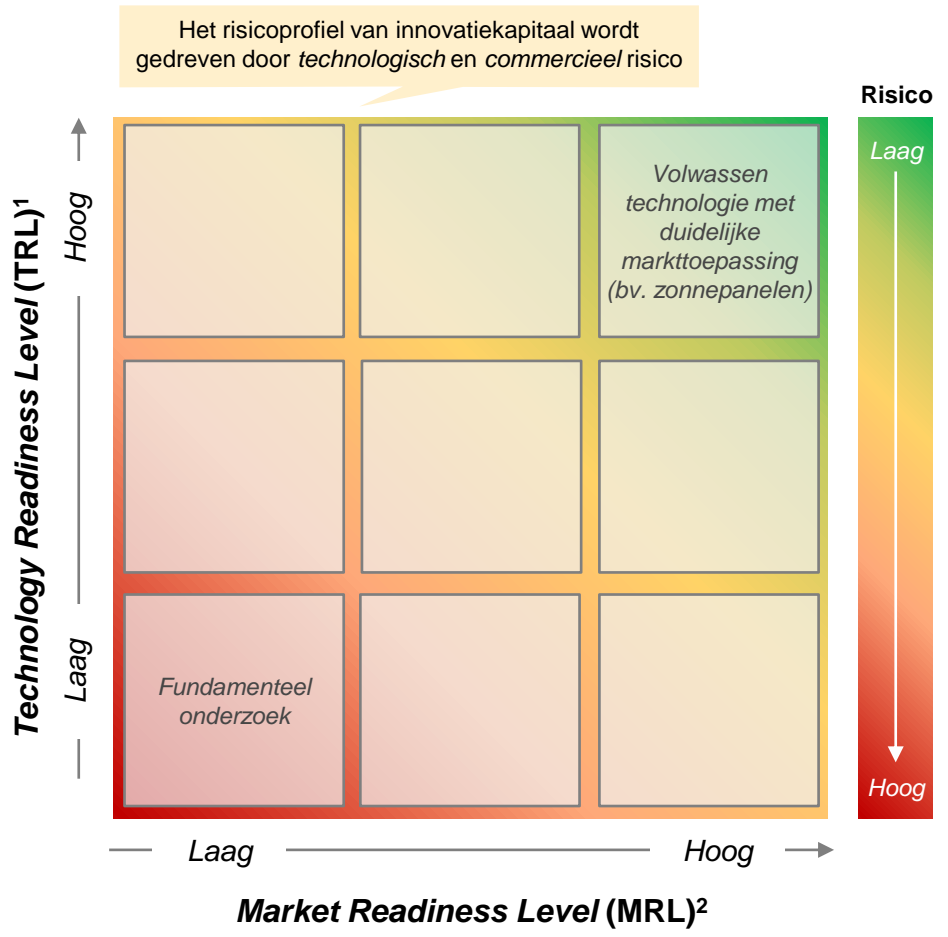 Het risicoprofiel van innovatiekapitaal wordt
gedreven door technologisch en commercieel risico
Risico
Laag
Hoog
Technology Readiness Level (TRL)¹
Hoog
Laag
Volwassen
technologie met
duidelijke
markttoepassing
(bv. zonnepanelen)
Fundamenteel
onderzoek
Laag
Hoog
Market Readiness Level (MRL)²